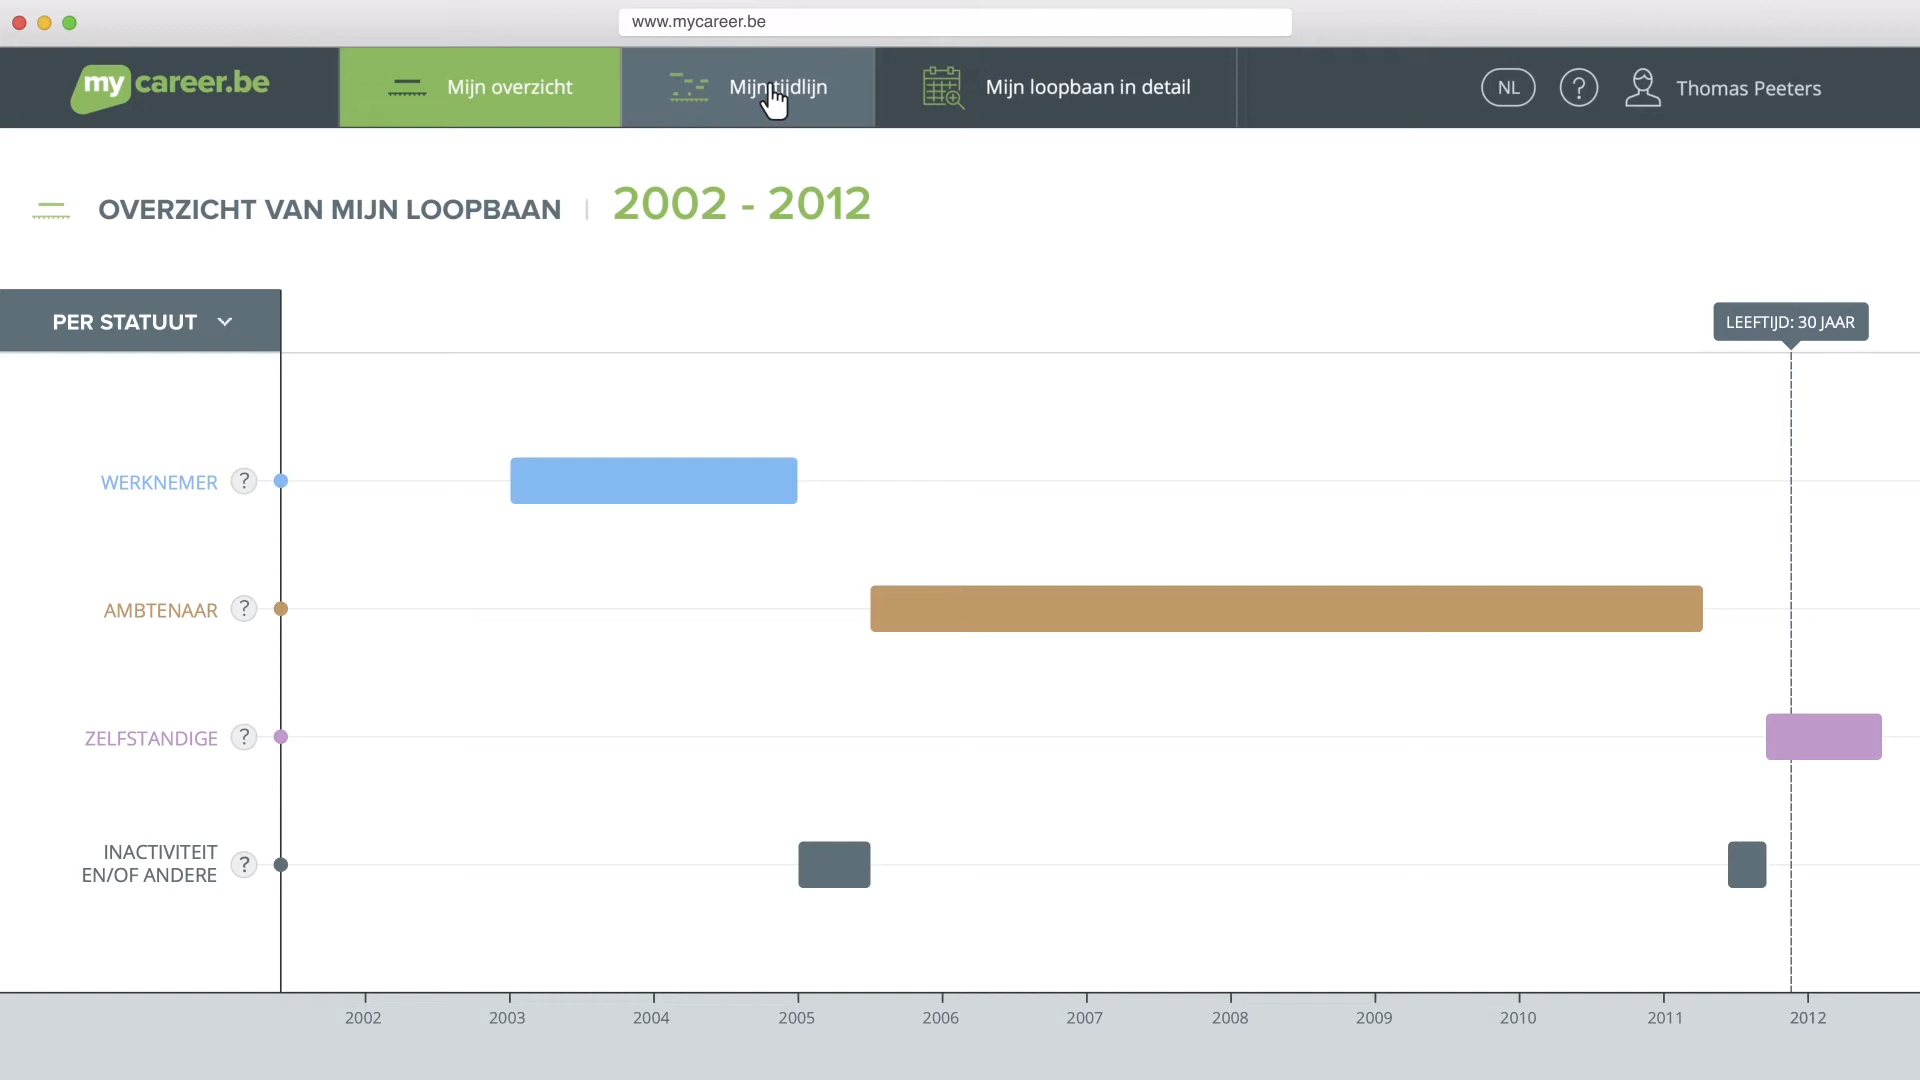 www.mycareer.be
mycareer.be
Mijn overzicht
Mijn tijdlijn
Mijn loopbaan in detail
NL
?
Thomas Peeters
OVERZICHT VAN MIJN LOOPBAAN | 2002 - 2012
PER STATUUT
LEEFTIJD: 30 JAAR
WERKNEMER ?
AMBTENAAR ?
ZELFSTANDIGE ?
INACTIVITEIT
EN/OF ANDERE ?
2002 2003 2004 2005 2006 2007 2008 2009 2010 2011 2012